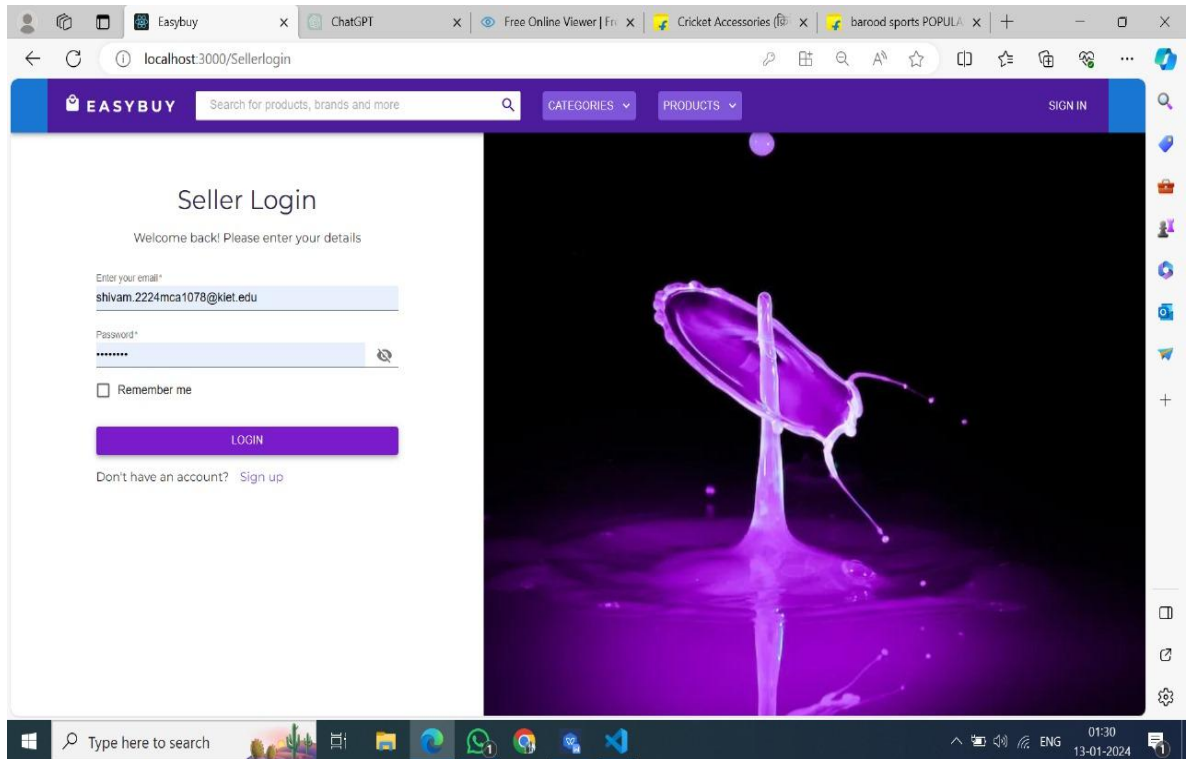 Easybuy
ChatGPT
Free Online Viewer | Fr
Cricket Accessories
barood sports POPULA
localhost:3000/Sellerlogin
EASYBUY
Search for products, brands and more
CATEGORIES
PRODUCTS
SIGN IN
Seller Login
Welcome back! Please enter your details
Enter your email*
shivam.2224mca1078@kiet.edu
Password*
••••••••
Remember me
LOGIN
Don't have an account? Sign up
Type here to search
ENG
01:30
13-01-2024